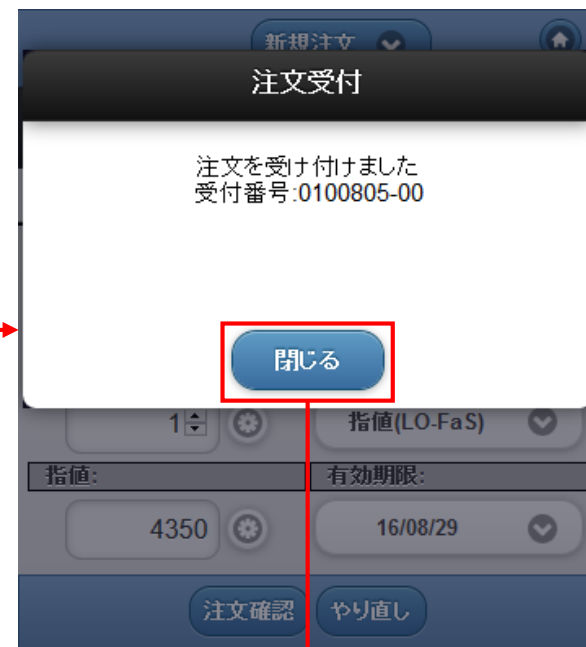 新規注文
注文受付
注文を受け付けました
受付番号:0100805-00
閉じる
1 指値(LO-FaS)
指値: 有効期限:
4350 16/08/29
注文確認 やり直し